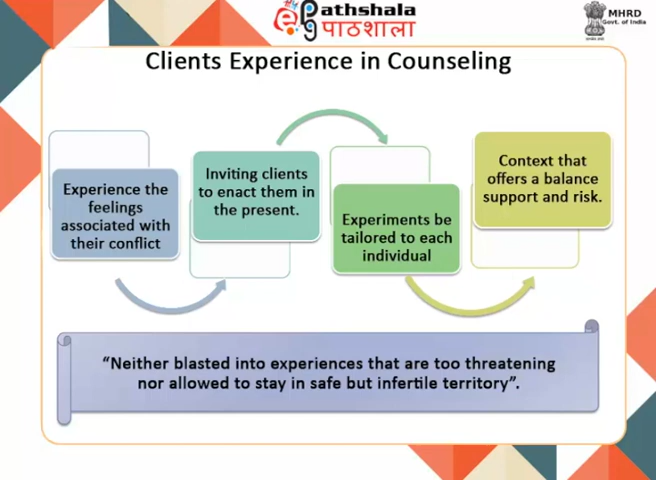 ePathshala
पाठशाला
MHRD
Govt. of India
Clients Experience in Counseling
Experience the
feelings
associated with
their conflict
Inviting clients
to enact them in
the present.
Experiments be
tailored to each
individual
Context that
offers a balance
support and risk.
“Neither blasted into experiences that are too threatening
nor allowed to stay in safe but infertile territory”.